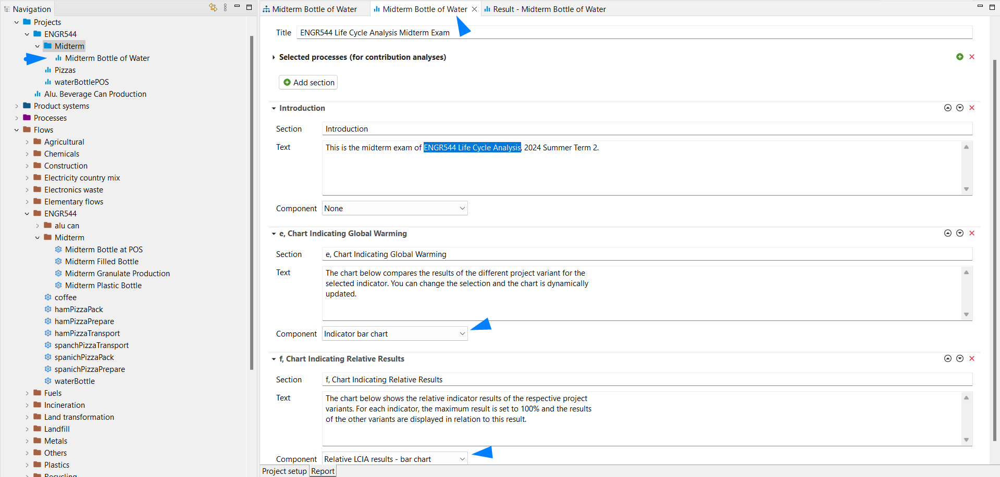 Navigation
Projects
ENGR544
Midterm
Midterm Bottle of Water
Pizzas
waterBottlePOS
Alu. Beverage Can Production
Product systems
Processes
Flows
Agricultural
Chemicals
Construction
Electricity country mix
Electronics waste
Elementary flows
ENGR544
alu can
Midterm
Midterm Bottle at POS
Midterm Filled Bottle
Midterm Granulate Production
Midterm Plastic Bottle
coffee
hamPizzaPack
hamPizzaPrepare
hamPizzaTransport
spanchPizzaTransport
spanichPizzaPack
spanichPizzaPrepare
waterBottle
Fuels
Incineration
Land transformation
Landfill
Metals
Others
Plastics
Recycling
Midterm Bottle of Water
Midterm Bottle of Water
Result - Midterm Bottle of Water
Title ENGR544 Life Cycle Analysis Midterm Exam
Selected processes (for contribution analyses)
Add section
Introduction
Section Introduction
Text This is the midterm exam of ENGR544 Life Cycle Analysis, 2024 Summer Term 2.
Component None
e, Chart Indicating Global Warming
Section e, Chart Indicating Global Warming
Text The chart below compares the results of the different project variant for the
selected indicator. You can change the selection and the chart is dynamically
updated.
Component Indicator bar chart
f, Chart Indicating Relative Results
Section f, Chart Indicating Relative Results
Text The chart below shows the relative indicator results of the respective project
variants. For each indicator, the maximum result is set to 100% and the results
of the other variants are displayed in relation to this result.
Component Relative LCIA results - bar chart
Project setup Report